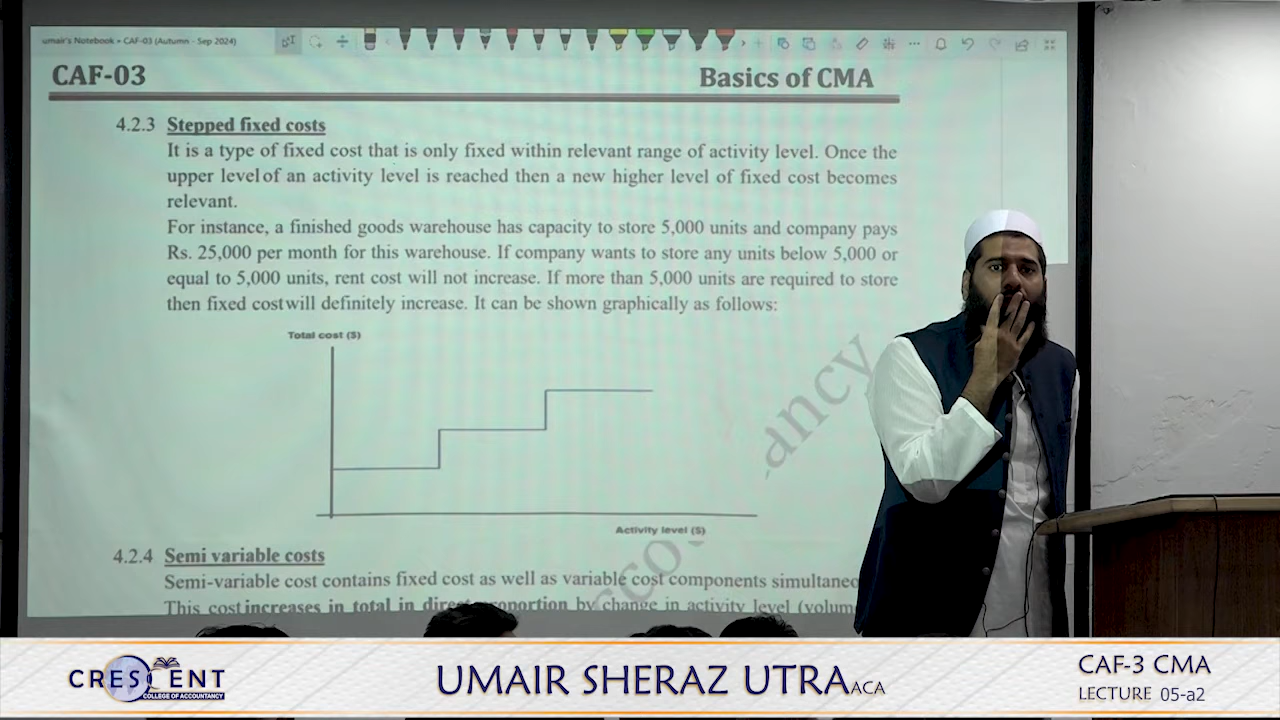 umair's Notebook » CAF-03 (Autumn - Sep 2024)
CAF-03
Basics of CMA
4.2.3 Stepped fixed costs
It is a type of fixed cost that is only fixed within relevant range of activity level. Once the
upper level of an activity level is reached then a new higher level of fixed cost becomes
relevant.
For instance, a finished goods warehouse has capacity to store 5,000 units and company pays
Rs. 25,000 per month for this warehouse. If company wants to store any units below 5,000 or
equal to 5,000 units, rent cost will not increase. If more than 5,000 units are required to store
then fixed cost will definitely increase. It can be shown graphically as follows:
Total cost ($)
Activity level ($)
4.2.4 Semi variable costs
Semi-variable cost contains fixed cost as well as variable cost components
This cost increases in total in by change in activity level
CRESCENT
COLLEGE OF ACCOUNTANCY
UMAIR SHERAZ UTRA ACA
CAF-3 CMA
LECTURE 05-a2